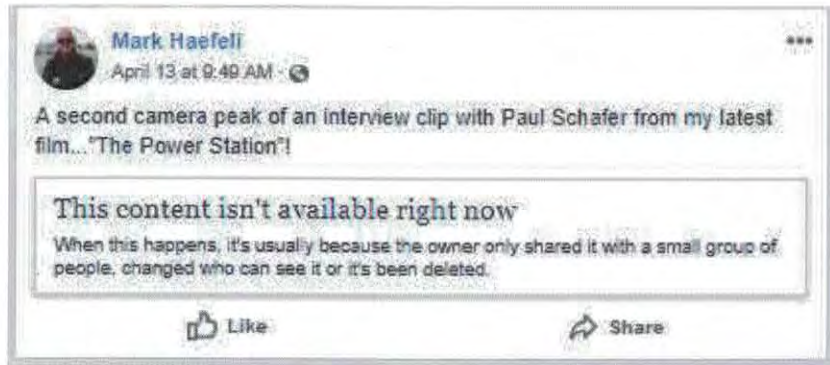 Mark Haefeli
April 13 at 9:49 AM ·
A second camera peak of an interview clip with Paul Schafer from my latest
film..."The Power Station"!
This content isn't available right now
When this happens, it's usually because the owner only shared it with a small group of
people, changed who can see it or it's been deleted.
Like Share